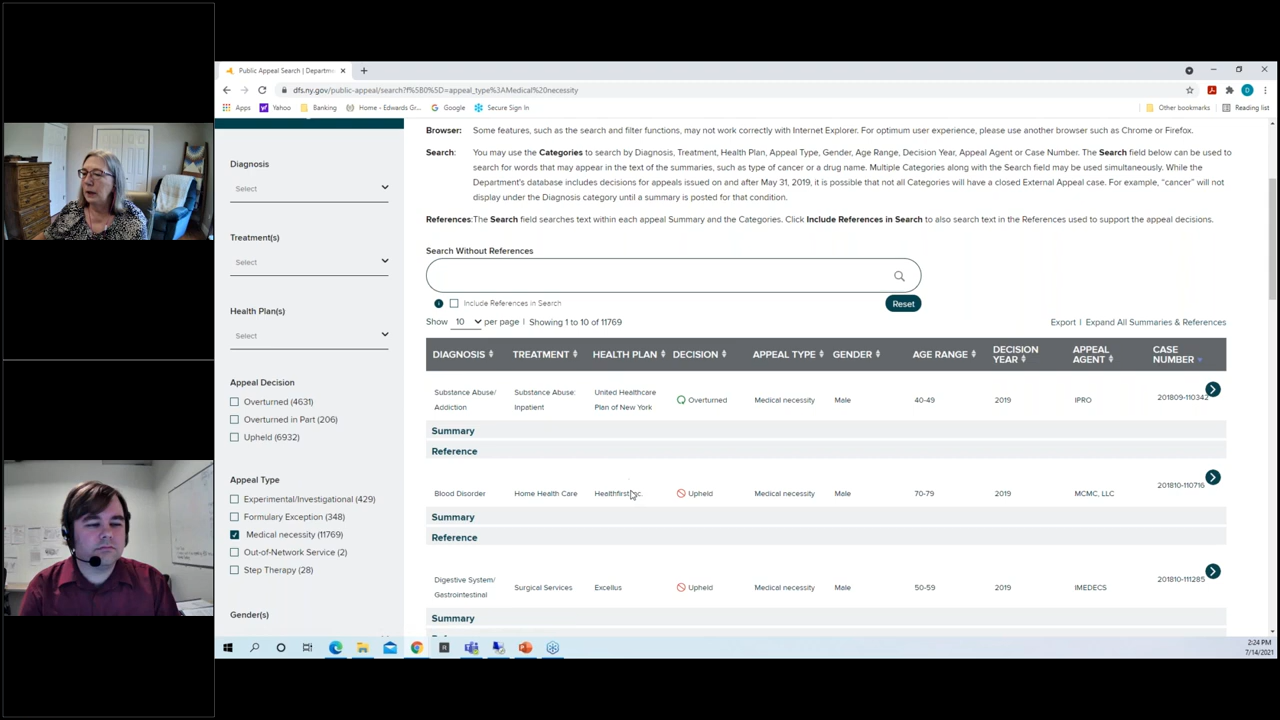 Public Appeal Search | Departme
dfs.ny.gov/public-appeal/search?f%5B0%5D=appeal_type%3AMedical%20necessity
Apps Yahoo Banking Home - Edwards Gr... Google Secure Sign In Other bookmarks Reading list
Diagnosis
Select
Treatment(s)
Select
Health Plan(s)
Select
Appeal Decision
Overturned (4631)
Overturned in Part (206)
Upheld (6932)
Appeal Type
Experimental/Investigational (429)
Formulary Exception (348)
Medical necessity (11769)
Out-of-Network Service (2)
Step Therapy (28)
Gender(s)
Browser: Some features, such as the search and filter functions, may not work correctly with Internet Explorer. For optimum user experience, please use another browser such as Chrome or Firefox.
Search: You may use the Categories to search by Diagnosis, Treatment, Health Plan, Appeal Type, Gender, Age Range, Decision Year, Appeal Agent or Case Number. The Search field below can be used
to search for words that may appear in the text of the summaries, such as type of cancer or a drug name. Multiple Categories along with the Search field may be used simultaneously. While the
Department's database includes decisions for appeals issued on and after May 31, 2019, it is possible that not all Categories will have a closed External Appeal case. For example, "cancer" will not
display under the Diagnosis category until a summary is posted for that condition.
References:The Search field searches text within each appeal Summary and the Categories. Click Include References in Search to also search text in the References used to support the appeal decisions.
Search Without References
Include References in Search
Reset
Show 10 per page | Showing 1 to 10 of 11769
Export | Expand All Summaries & References
DIAGNOSIS TREATMENT HEALTH PLAN DECISION APPEAL TYPE GENDER AGE RANGE DECISION YEAR APPEAL AGENT CASE NUMBER
Substance Abuse/ Addiction Substance Abuse: Inpatient United Healthcare Plan of New York Overturned Medical necessity Male 40-49 2019 IPRO 201809-110342
Summary
Reference
Blood Disorder Home Health Care Healthfirst Inc. Upheld Medical necessity Male 70-79 2019 MCMC, LLC 201810-110716
Summary
Reference
Digestive System/ Gastrointestinal Surgical Services Excellus Upheld Medical necessity Male 50-59 2019 IMEDECS 201810-111285
Summary
2:24 PM
7/14/2021